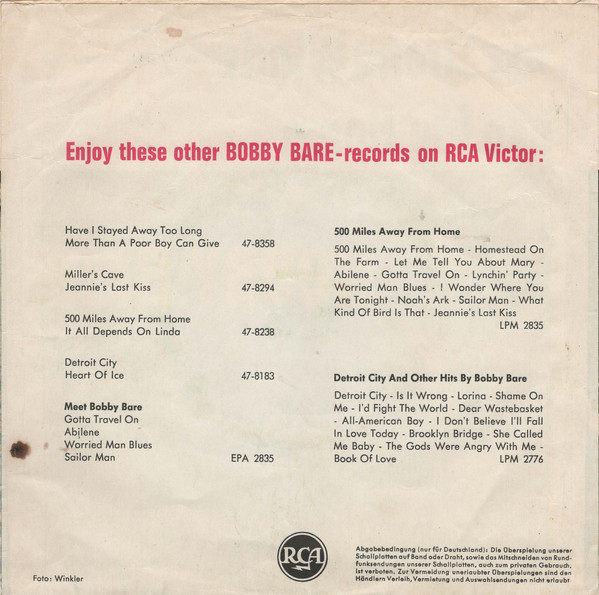 Enjoy these other BOBBY BARE-records on RCA Victor:
Have I Stayed Away Too Long
More Than A Poor Boy Can Give 47-8358
Miller's Cave
Jeannie's Last Kiss 47-8294
500 Miles Away From Home
It All Depends On Linda 47-8238
Detroit City
Heart Of Ice 47-8183
Meet Bobby Bare
Gotta Travel On
Abilene
Worried Man Blues
Sailor Man EPA 2835
500 Miles Away From Home
500 Miles Away From Home - Homestead On
The Farm - Let Me Tell You About Mary -
Abilene - Gotta Travel On - Lynchin' Party -
Worried Man Blues - I Wonder Where You
Are Tonight - Noah's Ark - Sailor Man - What
Kind Of Bird Is That - Jeannie's Last Kiss
LPM 2835
Detroit City And Other Hits By Bobby Bare
Detroit City - Is It Wrong - Lorina - Shame On
Me - I'd Fight The World - Dear Wastebasket
- All-American Boy - I Don't Believe I'll Fall
In Love Today - Brooklyn Bridge - She Called
Me Baby - The Gods Were Angry With Me -
Book Of Love LPM 2776
Foto: Winkler
RCA
Abgabebedingung (nur für Deutschland): Die Überspielung unserer
Schallplatten auf Band oder Draht, sowie das Mitschneiden von Rund-
funksendungen unserer Schallplatten, auch zum privaten Gebrauch,
ist verboten. Zur Vermeidung unerlaubter Überspielungen sind den
Händlern Verleih, Vermietung und Auswahlsendungen nicht erlaubt